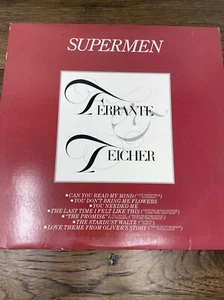 SUPERMEN
FERRANTE
&
TEICHER
• CAN YOU READ MY MIND
• YOU DON'T BRING ME FLOWERS
• YOU NEEDED ME
• THE LAST TIME I FELT LIKE THIS
• "THE PROMISE"
• THE STARDUST WALTZ
• LOVE THEME FROM OLIVER'S STORY